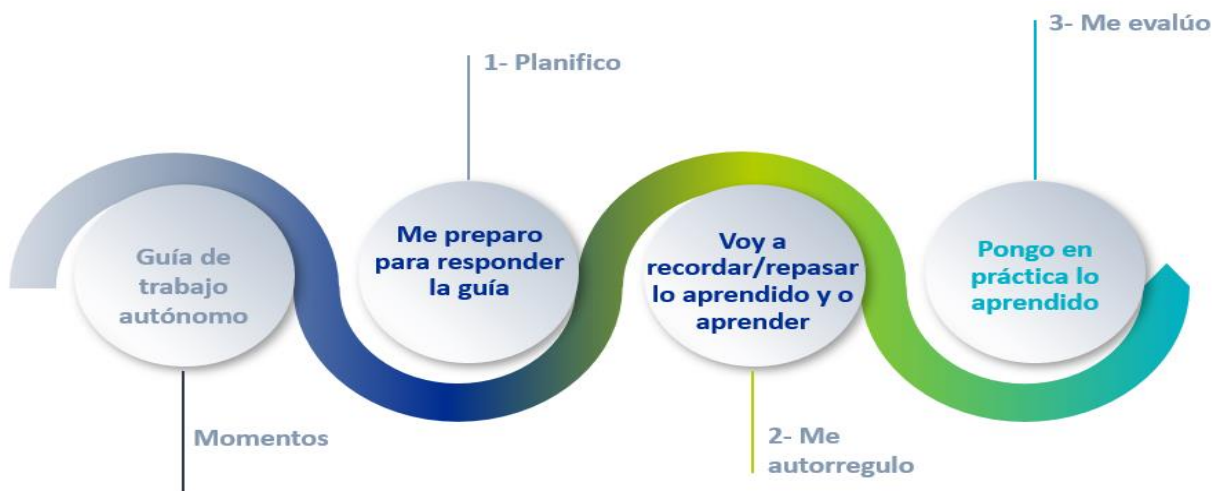 Guía de
trabajo
autónomo
Momentos
1- Planifico
Me preparo
para responder
la guía
Voy a
recordar/repasar
lo aprendido y o
aprender
2- Me
autorregulo
3- Me evalúo
Pongo en
práctica lo
aprendido